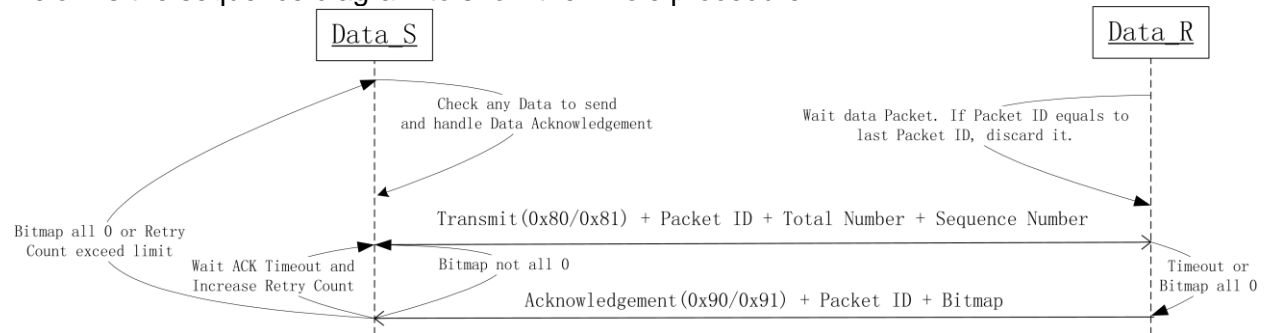 Data_S
Data_R
Check any Data to send
and handle Data Acknowledgement
Wait data Packet. If Packet ID equals to
last Packet ID, discard it.
Transmit(0x80/0x81) + Packet ID + Total Number + Sequence Number
Bitmap all 0 or Retry
Count exceed limit
Wait ACK Timeout and
Increase Retry Count
Bitmap not all 0
Timeout or
Bitmap all 0
Acknowledgement(0x90/0x91) + Packet ID + Bitmap